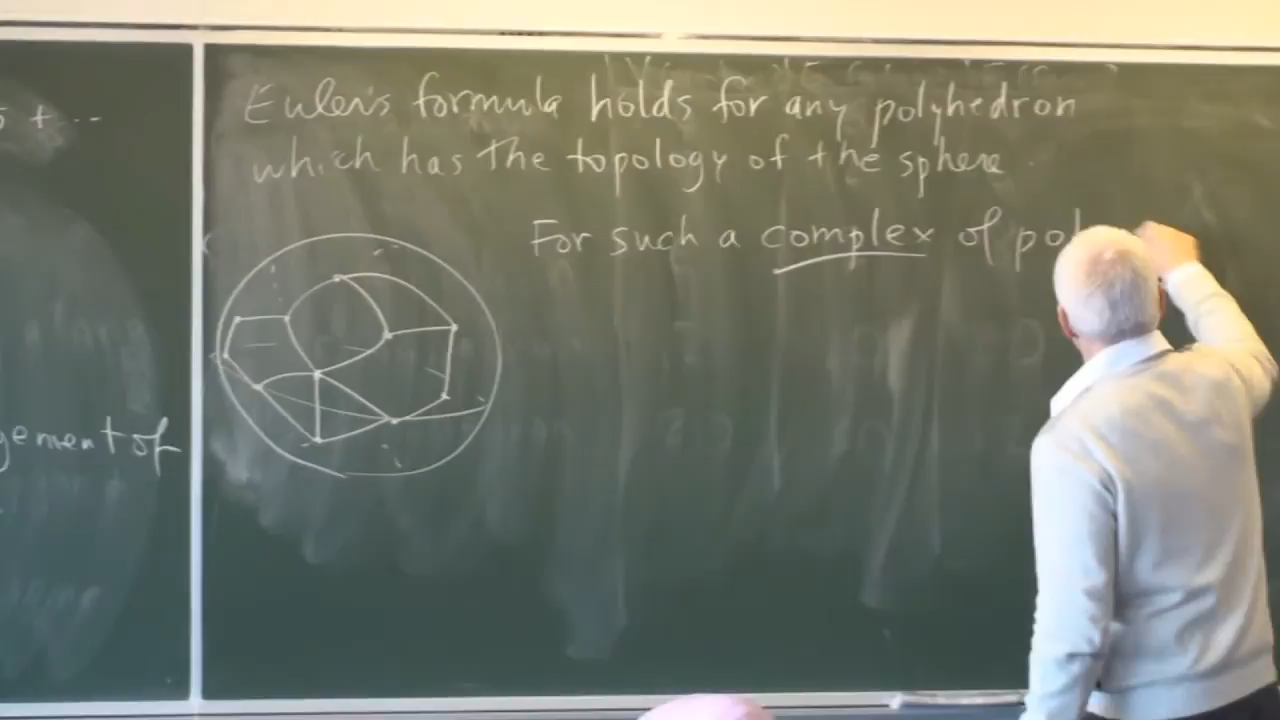 + ...
gement of
Euler's formula holds for any polyhedron
which has the topology of the sphere
For such a complex of pol